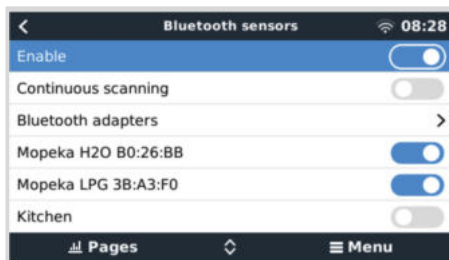 Bluetooth sensors 08:28
Enable
Continuous scanning
Bluetooth adapters
Mopeka H2O B0:26:BB
Mopeka LPG 3B:A3:F0
Kitchen
Pages Menu